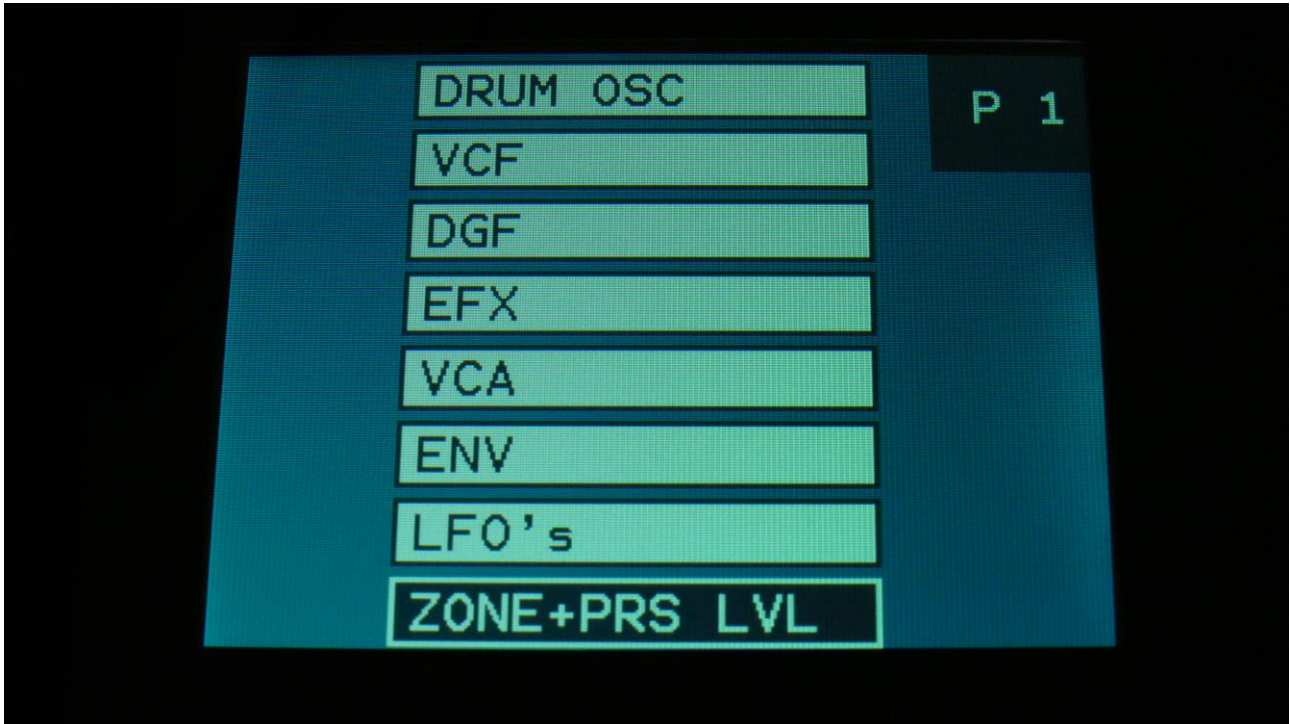 DRUM OSC
P 1
VCF
DGF
EFX
VCA
ENV
LFO's
ZONE+PRS LVL